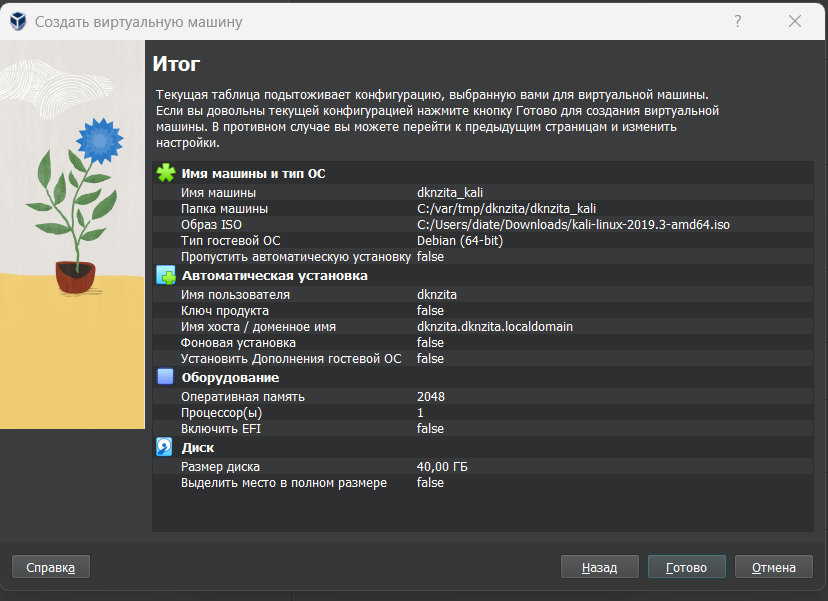 Создать виртуальную машину
?
Итог
Текущая таблица подытоживает конфигурацию, выбранную вами для виртуальной машины.
Если вы довольны текущей конфигурацией нажмите кнопку Готово для создания виртуальной
машины. В противном случае вы можете перейти к предыдущим страницам и изменить
настройки.
Имя машины и тип ОС
Имя машины dknzita_kali
Папка машины C:/var/tmp/dknzita/dknzita_kali
Образ ISO C:/Users/diate/Downloads/kali-linux-2019.3-amd64.iso
Тип гостевой ОС Debian (64-bit)
Пропустить автоматическую установку false
Автоматическая установка
Имя пользователя dknzita
Ключ продукта false
Имя хоста / доменное имя dknzita.dknzita.localdomain
Фоновая установка false
Установить Дополнения гостевой ОС false
Оборудование
Оперативная память 2048
Процессор(ы) 1
Включить EFI false
Диск
Размер диска 40,00 ГБ
Выделить место в полном размере false
Справка Назад Готово Отмена